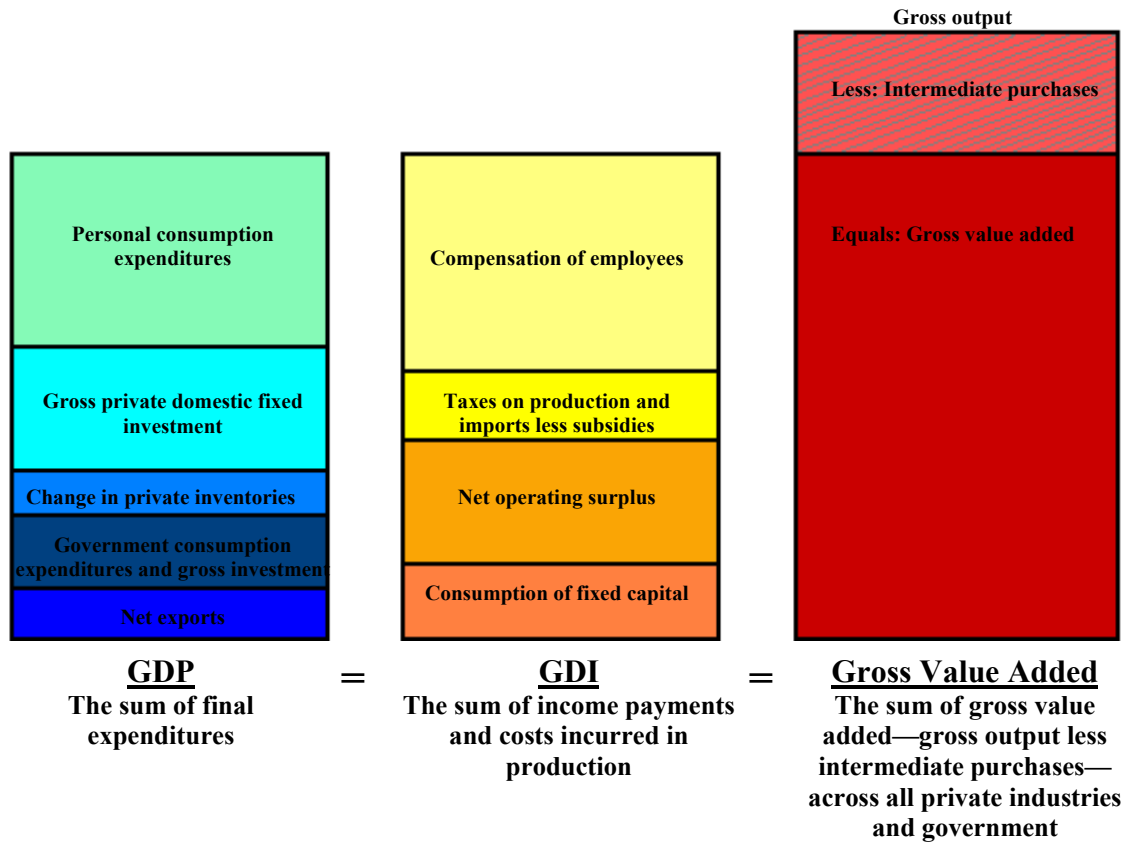 Gross output
Less: Intermediate purchases
Personal consumption
expenditures
Compensation of employees
Equals: Gross value added
Gross private domestic fixed
investment
Taxes on production and
imports less subsidies
Change in private inventories
Net operating surplus
Government consumption
expenditures and gross investment
Consumption of fixed capital
Net exports
GDP
The sum of final
expenditures
=
GDI
The sum of income payments
and costs incurred in
production
=
Gross Value Added
The sum of gross value
added—gross output less
intermediate purchases—
across all private industries
and government